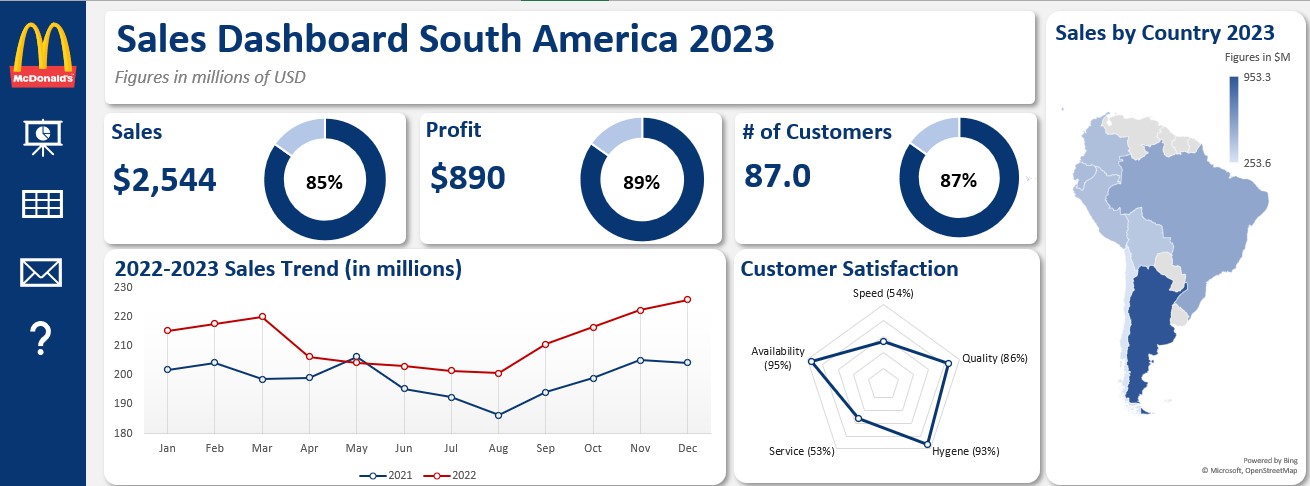 McDonald's
Sales Dashboard South America 2023
Figures in millions of USD
Sales
$2,544
85%
Profit
$890
89%
# of Customers
87.0
87%
2022-2023 Sales Trend (in millions)
230
220
210
200
190
180
Jan Feb Mar Apr May Jun Jul Aug Sep Oct Nov Dec
2021 2022
Customer Satisfaction
Speed (54%)
Quality (86%)
Hygene (93%)
Service (53%)
Availability
(95%)
Sales by Country 2023
Figures in $M
953.3
253.6
Powered by Bing
© Microsoft, OpenStreetMap